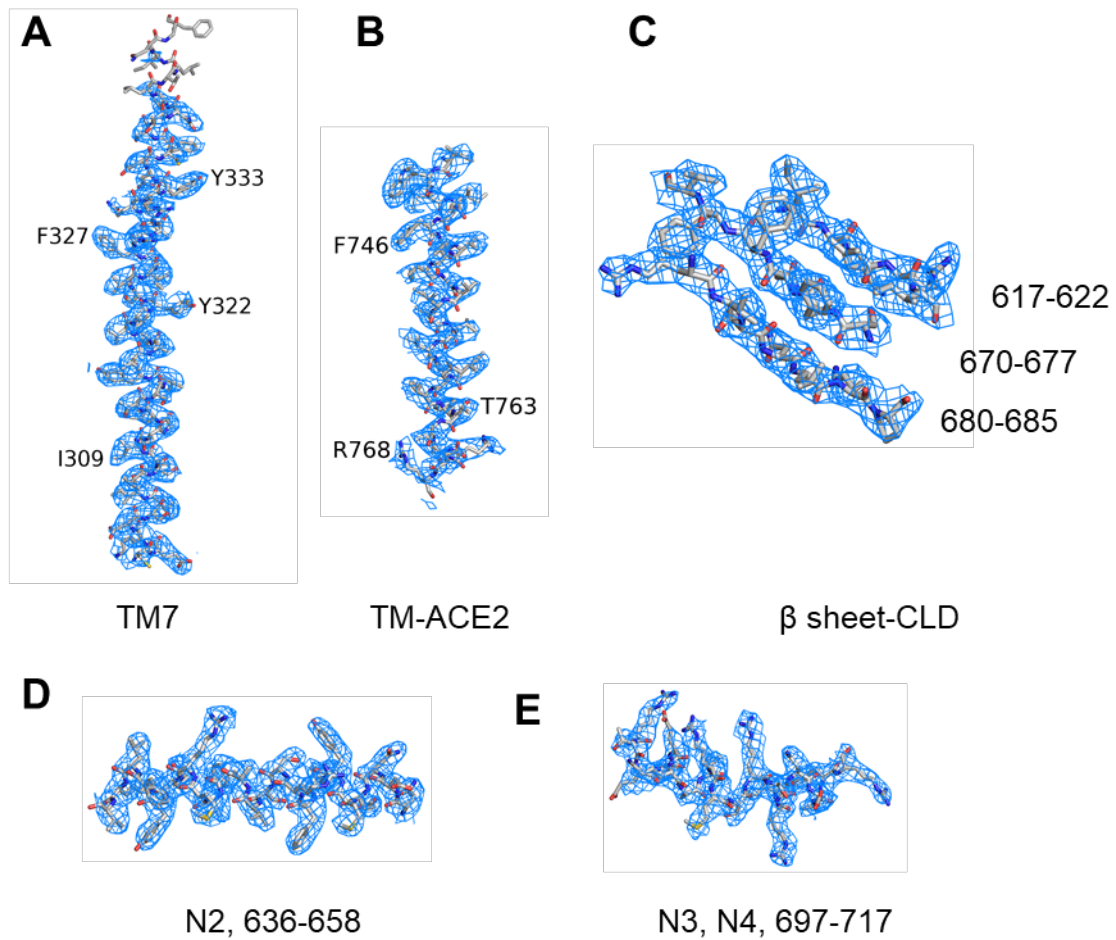 A
B
C
Y333
F327
Y322
I309
F746
T763
R768
617-622
670-677
680-685
TM7
TM-ACE2
β sheet-CLD
D
E
N2, 636-658
N3, N4, 697-717